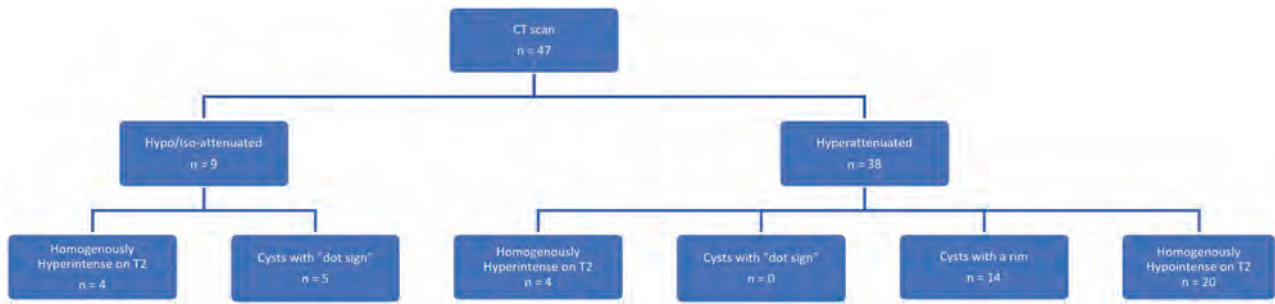 CT scan
n = 47
Hypo/Iso-attenuated
n = 9
Hyperattenuated
n = 38
Homogenously
Hyperintense on T2
n = 4
Cysts with "dot sign"
n = 5
Homogenously
Hyperintense on T2
n = 4
Cysts with "dot sign"
n = 0
Cysts with a rim
n = 14
Homogenously
Hypointense on T2
n = 20